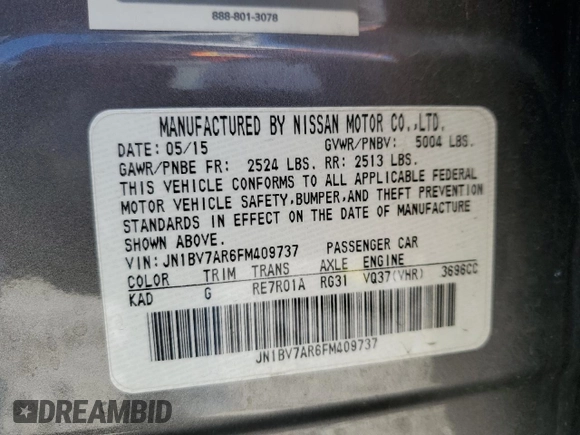 888-801-3078
MANUFACTURED BY NISSAN MOTOR CO.,LTD.
DATE: 05/15 GVWR/PNBV: 5004 LBS.
GAWR/PNBE FR: 2524 LBS. RR: 2513 LBS.
THIS VEHICLE CONFORMS TO ALL APPLICABLE FEDERAL
MOTOR VEHICLE SAFETY,BUMPER,AND THEFT PREVENTION
STANDARDS IN EFFECT ON THE DATE OF MANUFACTURE
SHOWN ABOVE.
VIN:JN1BV7AR6FM409737 PASSENGER CAR
COLOR TRIM TRANS AXLE ENGINE
KAD G RE7R01A RG31 VQ37(VHR) 3696CC
JN1BV7AR6FM409737
DREAMBID